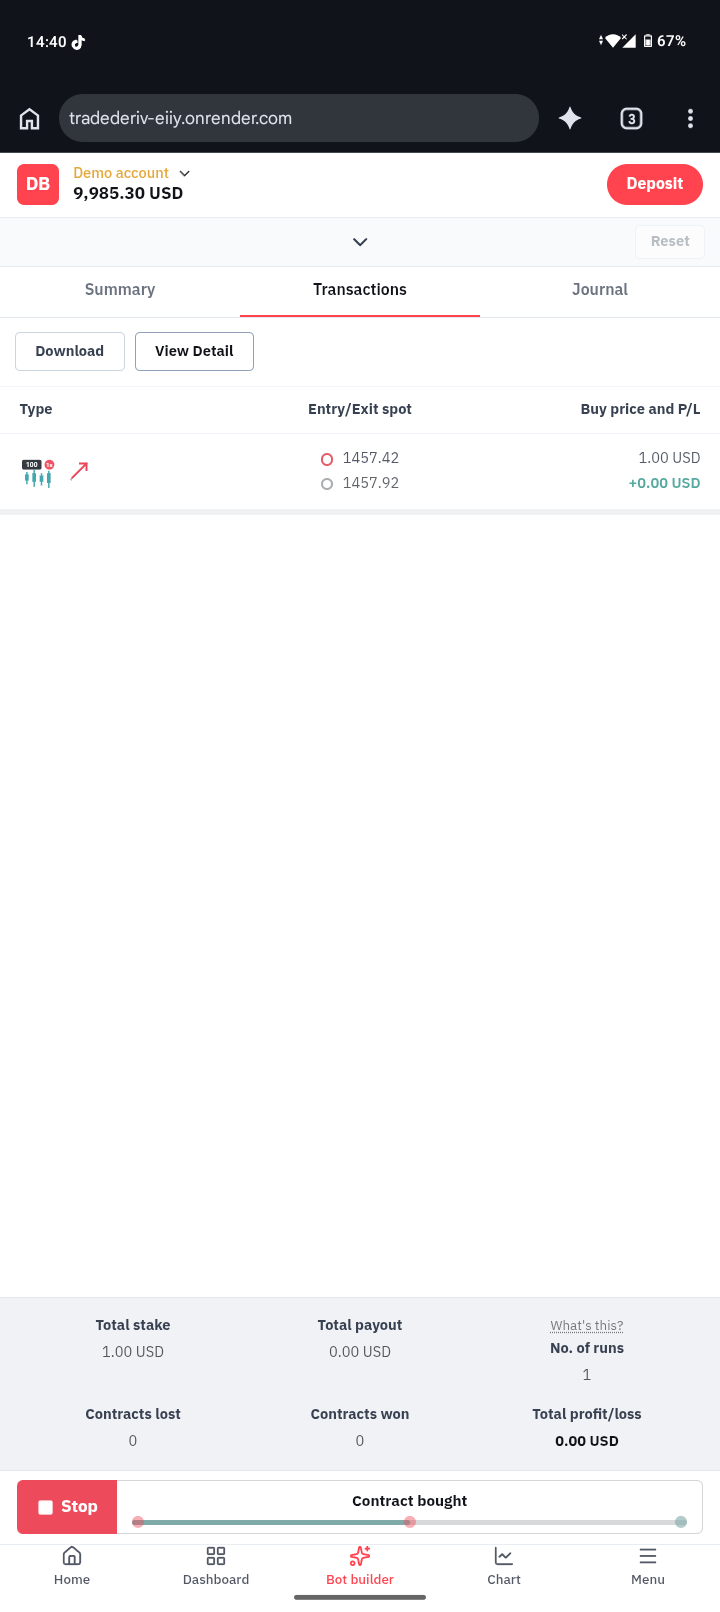 14:40
67%
tradederiv-eiiy.onrender.com
3
DB
Demo account
9,985.30 USD
Deposit
Reset
Summary
Transactions
Journal
Download
View Detail
Type
Entry/Exit spot
Buy price and P/L
100
1s
1457.42
1.00 USD
1457.92
+0.00 USD
Total stake
1.00 USD
Total payout
0.00 USD
What's this?
No. of runs
1
Contracts lost
0
Contracts won
0
Total profit/loss
0.00 USD
Stop
Contract bought
Home
Dashboard
Bot builder
Chart
Menu